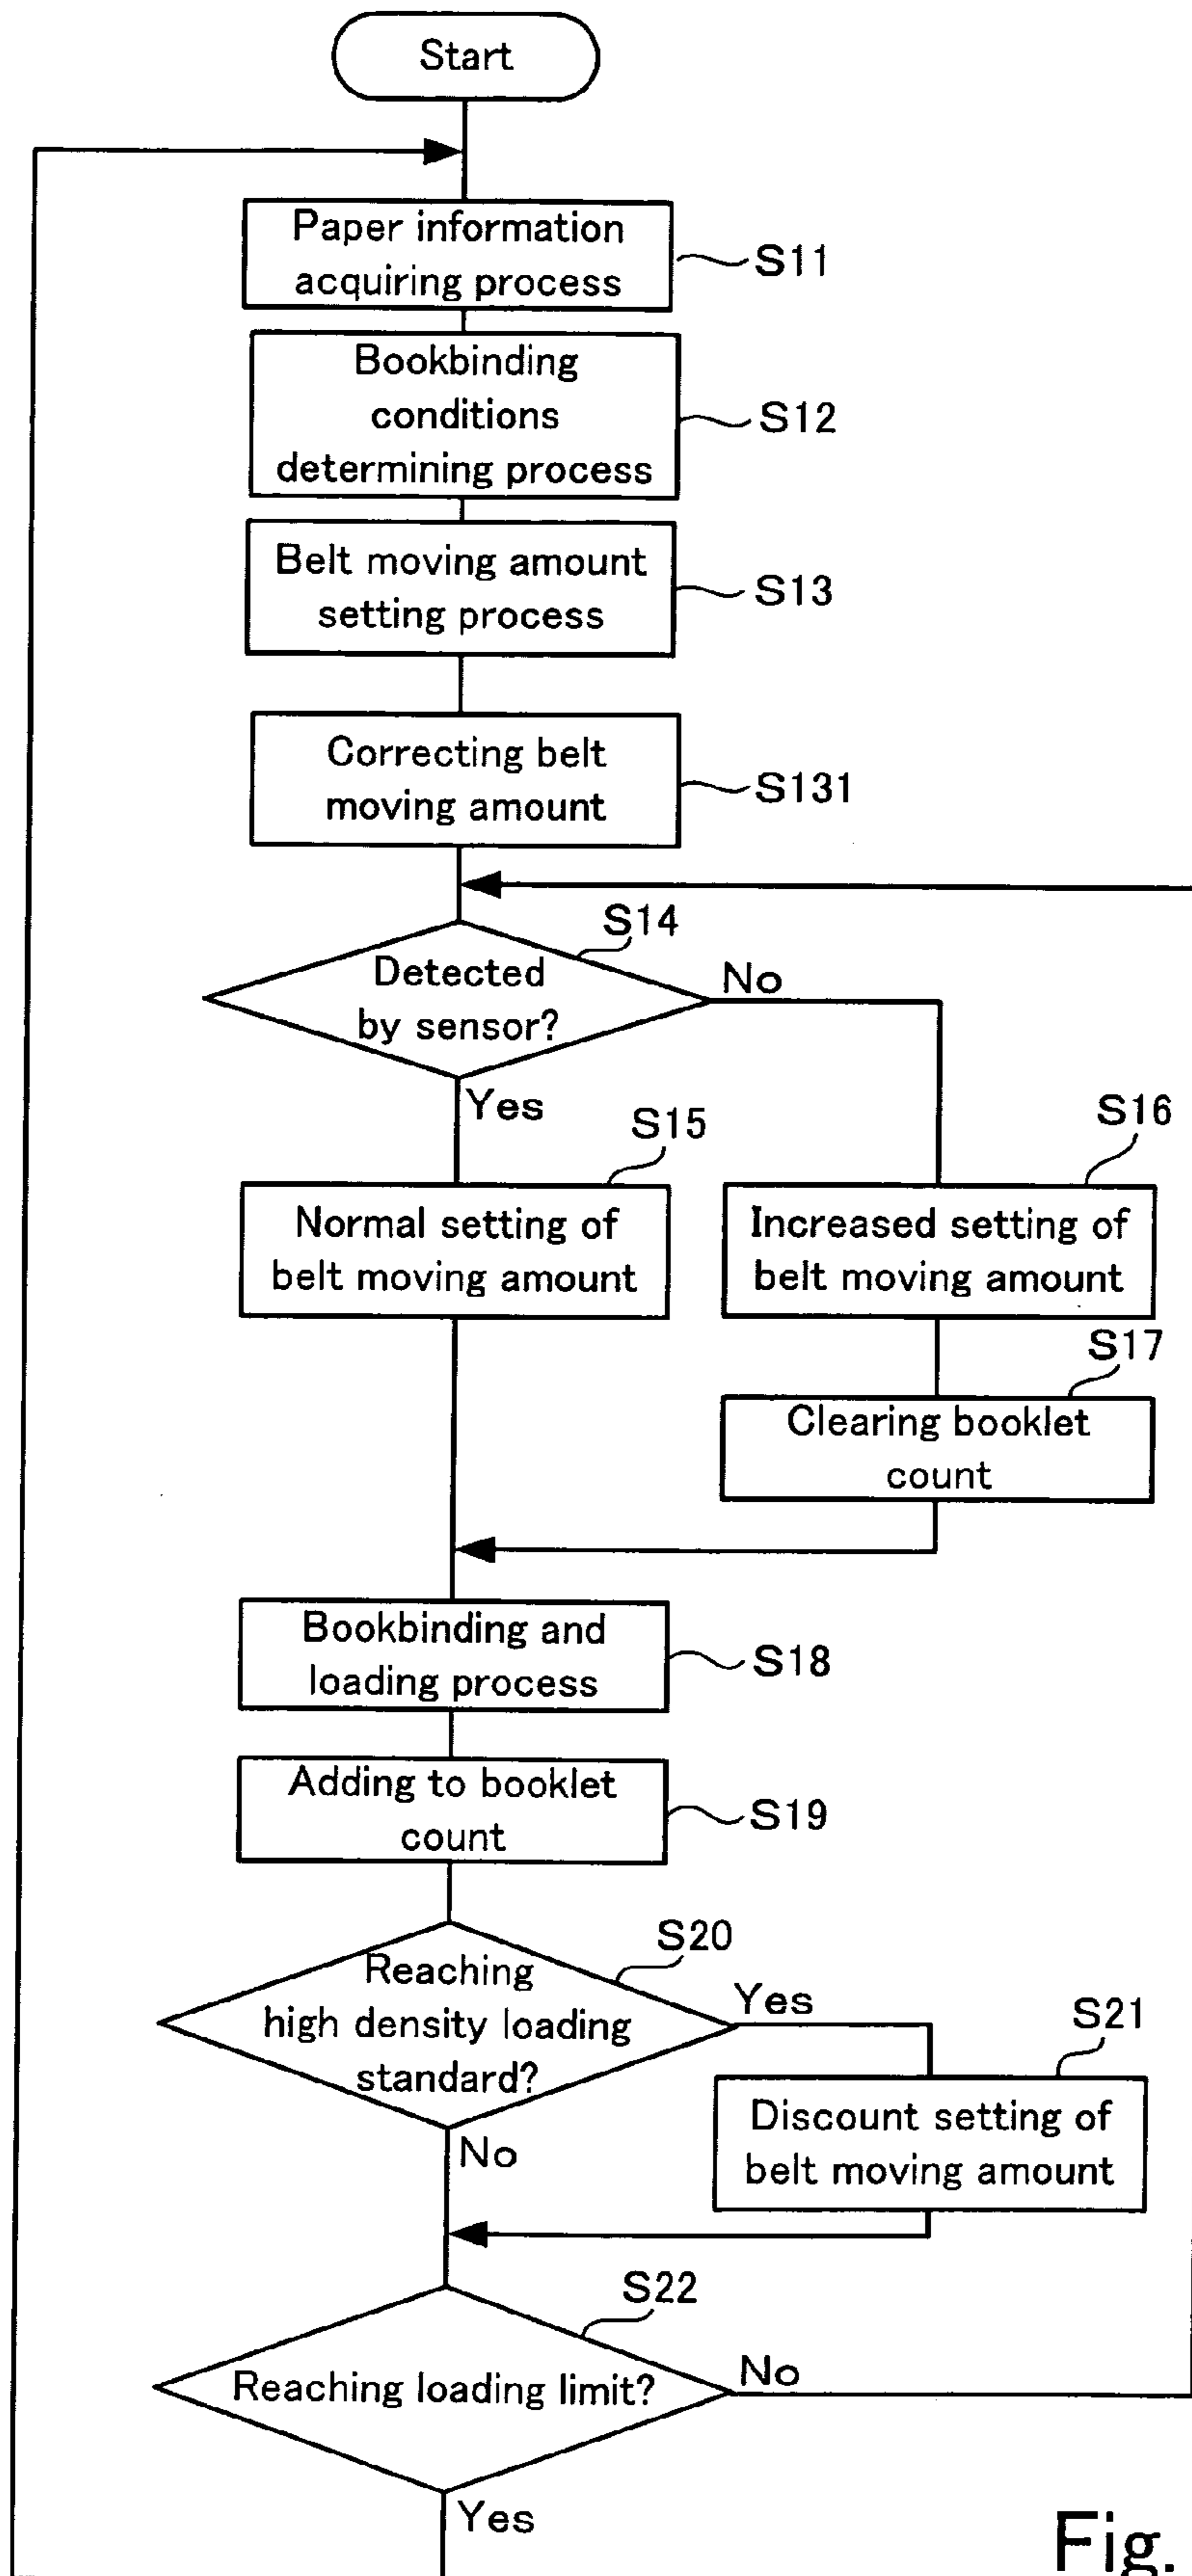 Start
Paper information
acquiring process
S11
Bookbinding
conditions
determining process
S12
Belt moving amount
setting process
S13
Correcting belt
moving amount
S131
S14
Detected
by sensor?
No
Yes
S15
Normal setting of
belt moving amount
S16
Increased setting of
belt moving amount
S17
Clearing booklet
count
Bookbinding and
loading process
S18
Adding to booklet
count
S19
S20
Reaching
high density loading
standard?
Yes
S21
Discount setting of
belt moving amount
No
S22
Reaching loading limit?
No
Yes
Fig.